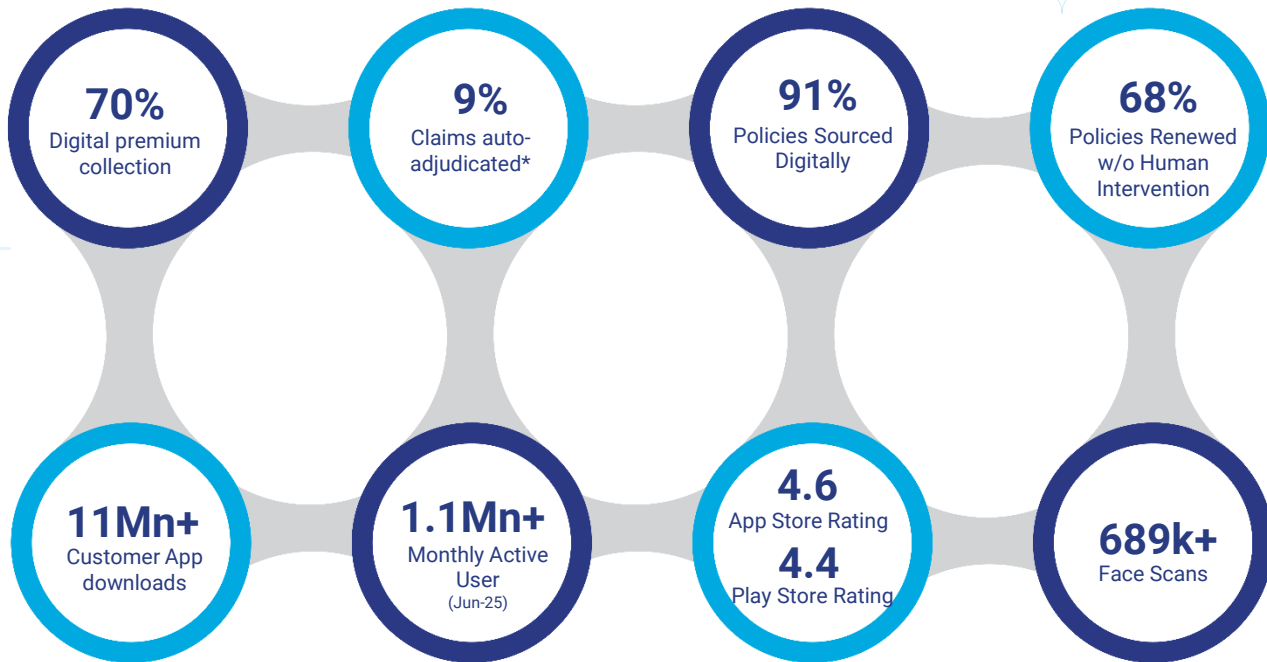 70%
Digital premium
collection
9%
Claims auto-
adjudicated*
91%
Policies Sourced
Digitally
68%
Policies Renewed
w/o Human
Intervention
11Mn+
Customer App
downloads
1.1Mn+
Monthly Active
User
(Jun-25)
4.6
App Store Rating
4.4
Play Store Rating
689k+
Face Scans